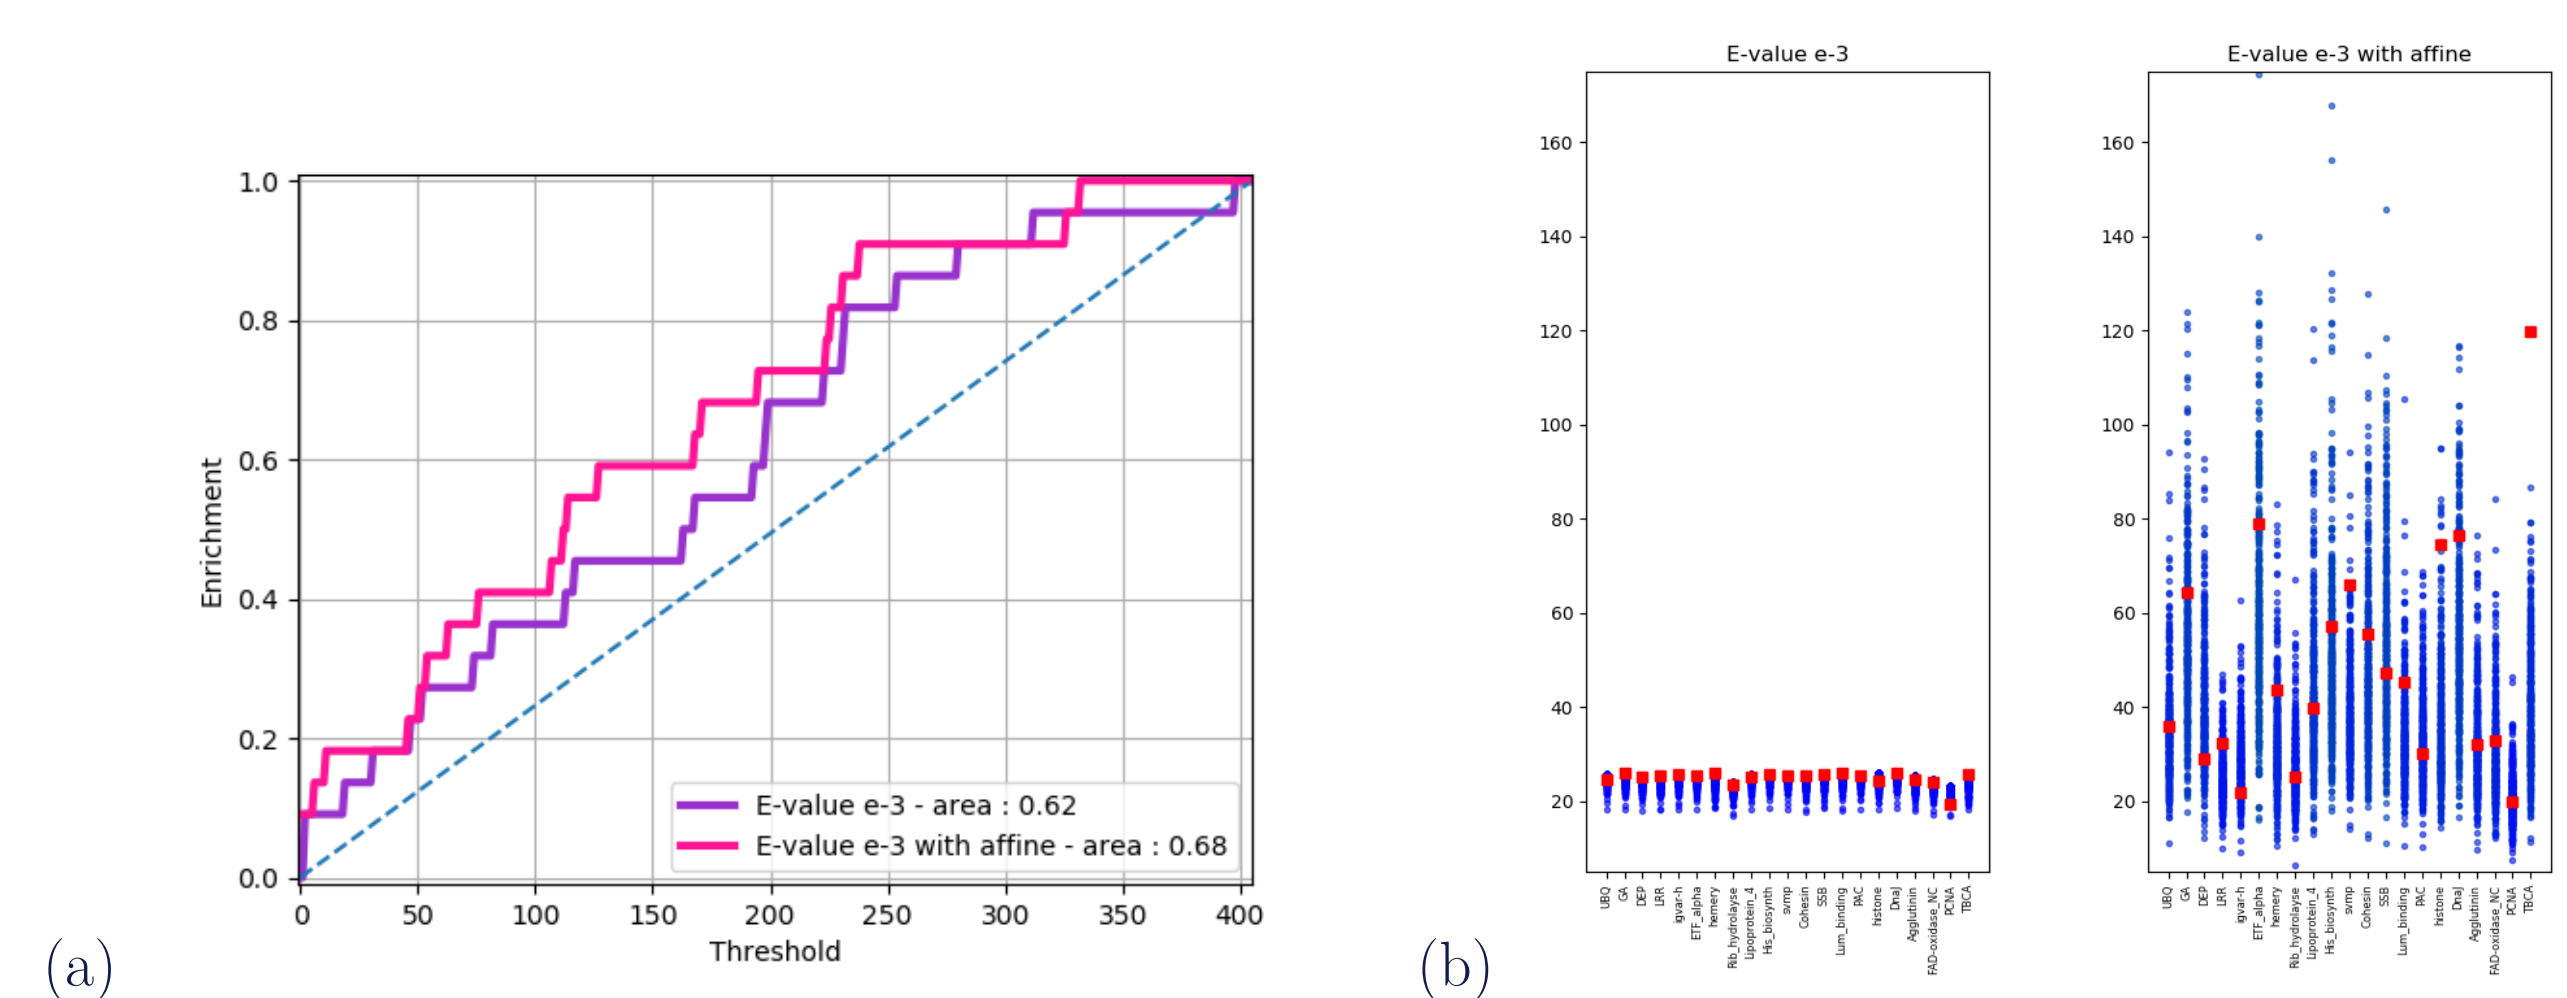 Enrichment
1.0
0.8
0.6
0.4
0.2
0.0
0 50 100 150 200 250 300 350 400
Threshold
E-value e-3 - area : 0.62
E-value e-3 with affine - area : 0.68
(a)
E-value e-3
160
140
120
100
80
60
40
20
UBQ
GA
DEP
LRR
igvar-h
ETF_alpha
hemery
Rib_hydrolayse
Lipoprotein_4
His_biosynth
svmp
Cohesin
SSB
Lum_binding
PAC
histone
DnaJ
Agglutinin
FAD-oxidase_NC
PCNA
TBCA
E-value e-3 with affine
160
140
120
100
80
60
40
20
UBQ
GA
DEP
LRR
igvar-h
ETF_alpha
hemery
Rib_hydrolayse
Lipoprotein_4
His_biosynth
svmp
Cohesin
SSB
Lum_binding
PAC
histone
DnaJ
Agglutinin
FAD-oxidase_NC
PCNA
TBCA
(b)